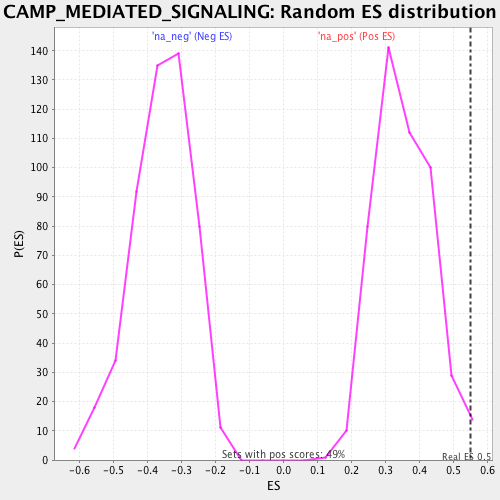 CAMP_MEDIATED_SIGNALING: Random ES distribution
'na_neg' (Neg ES) 'na_pos' (Pos ES)
140
130
120
110
100
90
80
70
60
50
40
30
20
10
0
P(ES)
Sets with pos scores: 49%
Real ES 0.5
-0.6 -0.5 -0.4 -0.3 -0.2 -0.1 0.0 0.1 0.2 0.3 0.4 0.5 0.6
ES